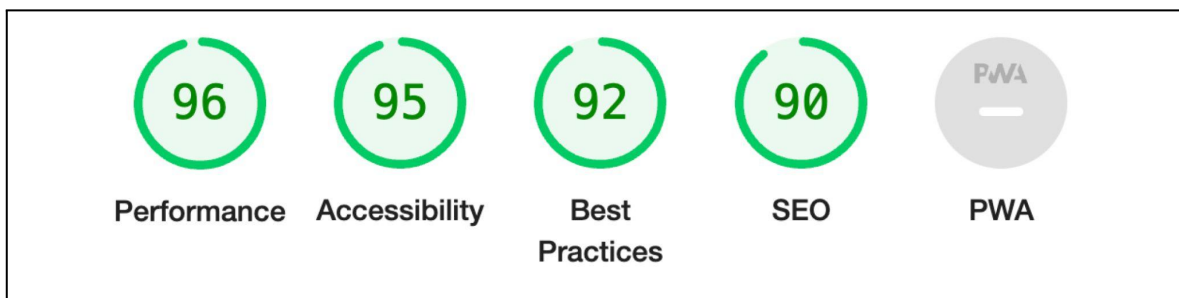 96
95
92
90
PWA
Performance
Accessibility
Best
Practices
SEO
PWA